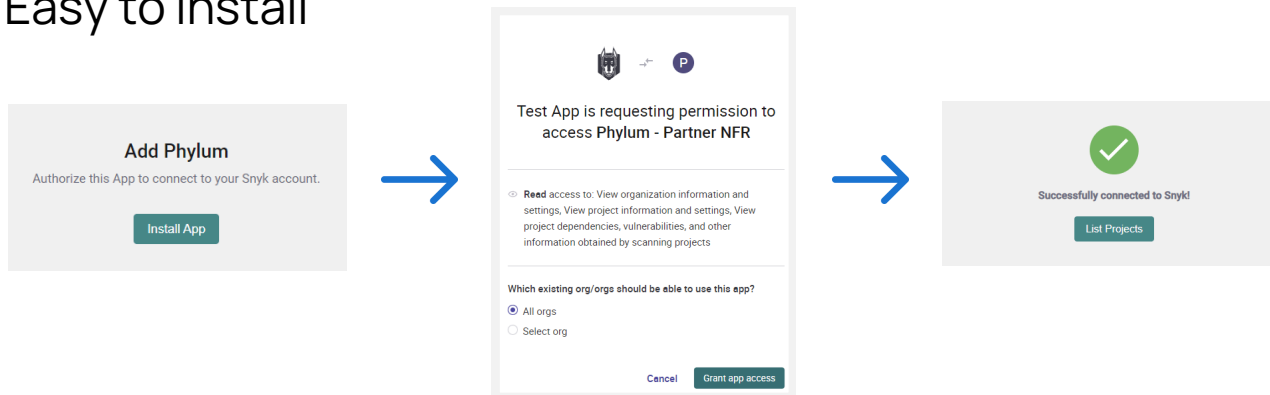 Easy to install
Add Phylum
Authorize this App to connect to your Snyk account.
Install App
P
Test App is requesting permission to
access Phylum - Partner NFR
Read access to: View organization information and
settings, View project information and settings, View
project dependencies, vulnerabilities, and other
information obtained by scanning projects
Which existing org/orgs should be able to use this app?
All orgs
Select org
Cancel
Grant app access
Successfully connected to Snyk!
List Projects